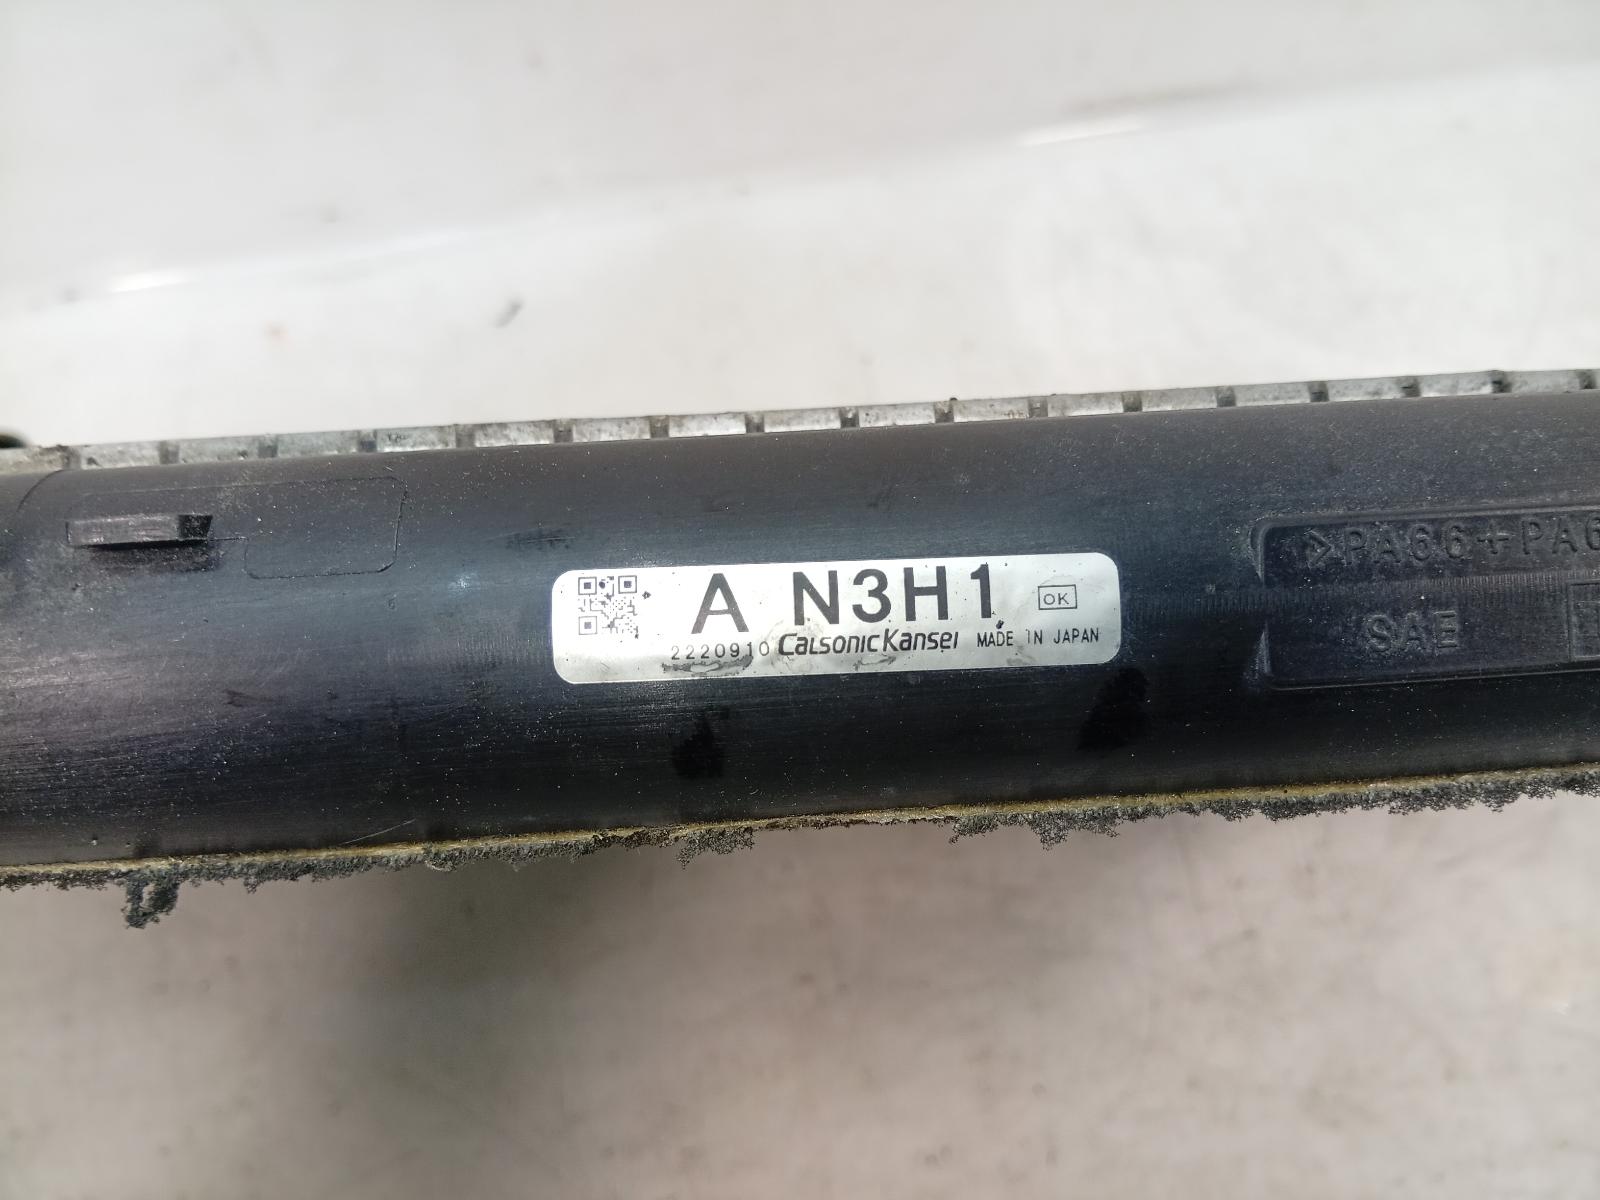 A N3H1 OK
2220910 CalsonicKansei MADE IN JAPAN
>PA66+PA6
SAE